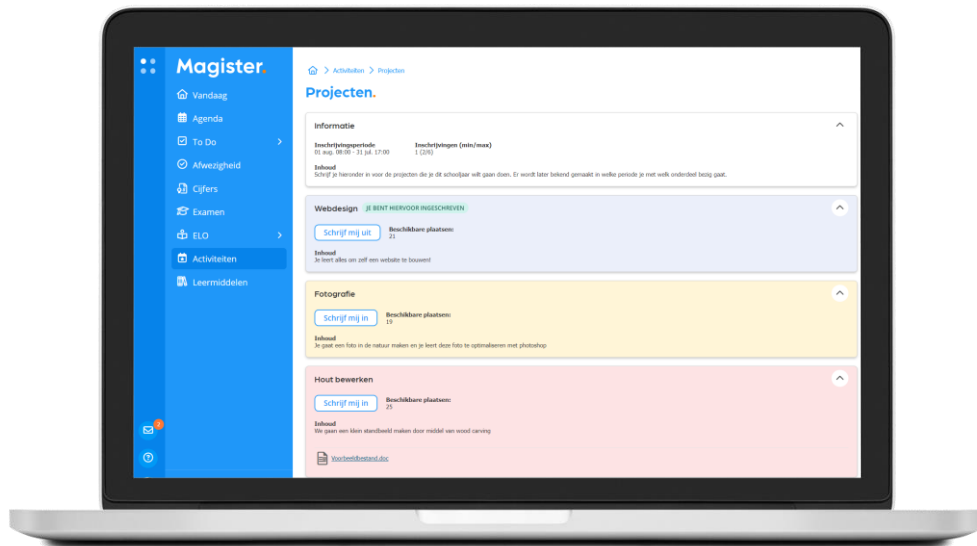 Magister.
Vandaag
Agenda
To Do
Afwezigheid
Cijfers
Examen
ELO
Activiteiten
Leermiddelen
2
Activiteiten Projecten
Projecten.
Informatie
Inschrijvingsperiode Inschrijvingen (min/max)
01 aug. 08:00 - 31 jul. 17:00 1 (2/6)
Inhoud
Schrijf je hieronder in voor de projecten die je dit schooljaar wilt gaan doen. Er wordt later bekend gemaakt in welke periode je met welk onderdeel bezig gaat.
Webdesign JE BENT HIERVOOR INGESCHREVEN
Schrijf mij uit Beschikbare plaatsen:
21
Inhoud
Je leert alles om zelf een website te bouwen!
Fotografie
Schrijf mij in Beschikbare plaatsen:
19
Inhoud
Je gaat een foto in de natuur maken en je leert deze foto te optimaliseren met photoshop
Hout bewerken
Schrijf mij in Beschikbare plaatsen:
25
Inhoud
We gaan een klein standbeeld maken door middel van wood carving
Voorbeeldbestand.doc